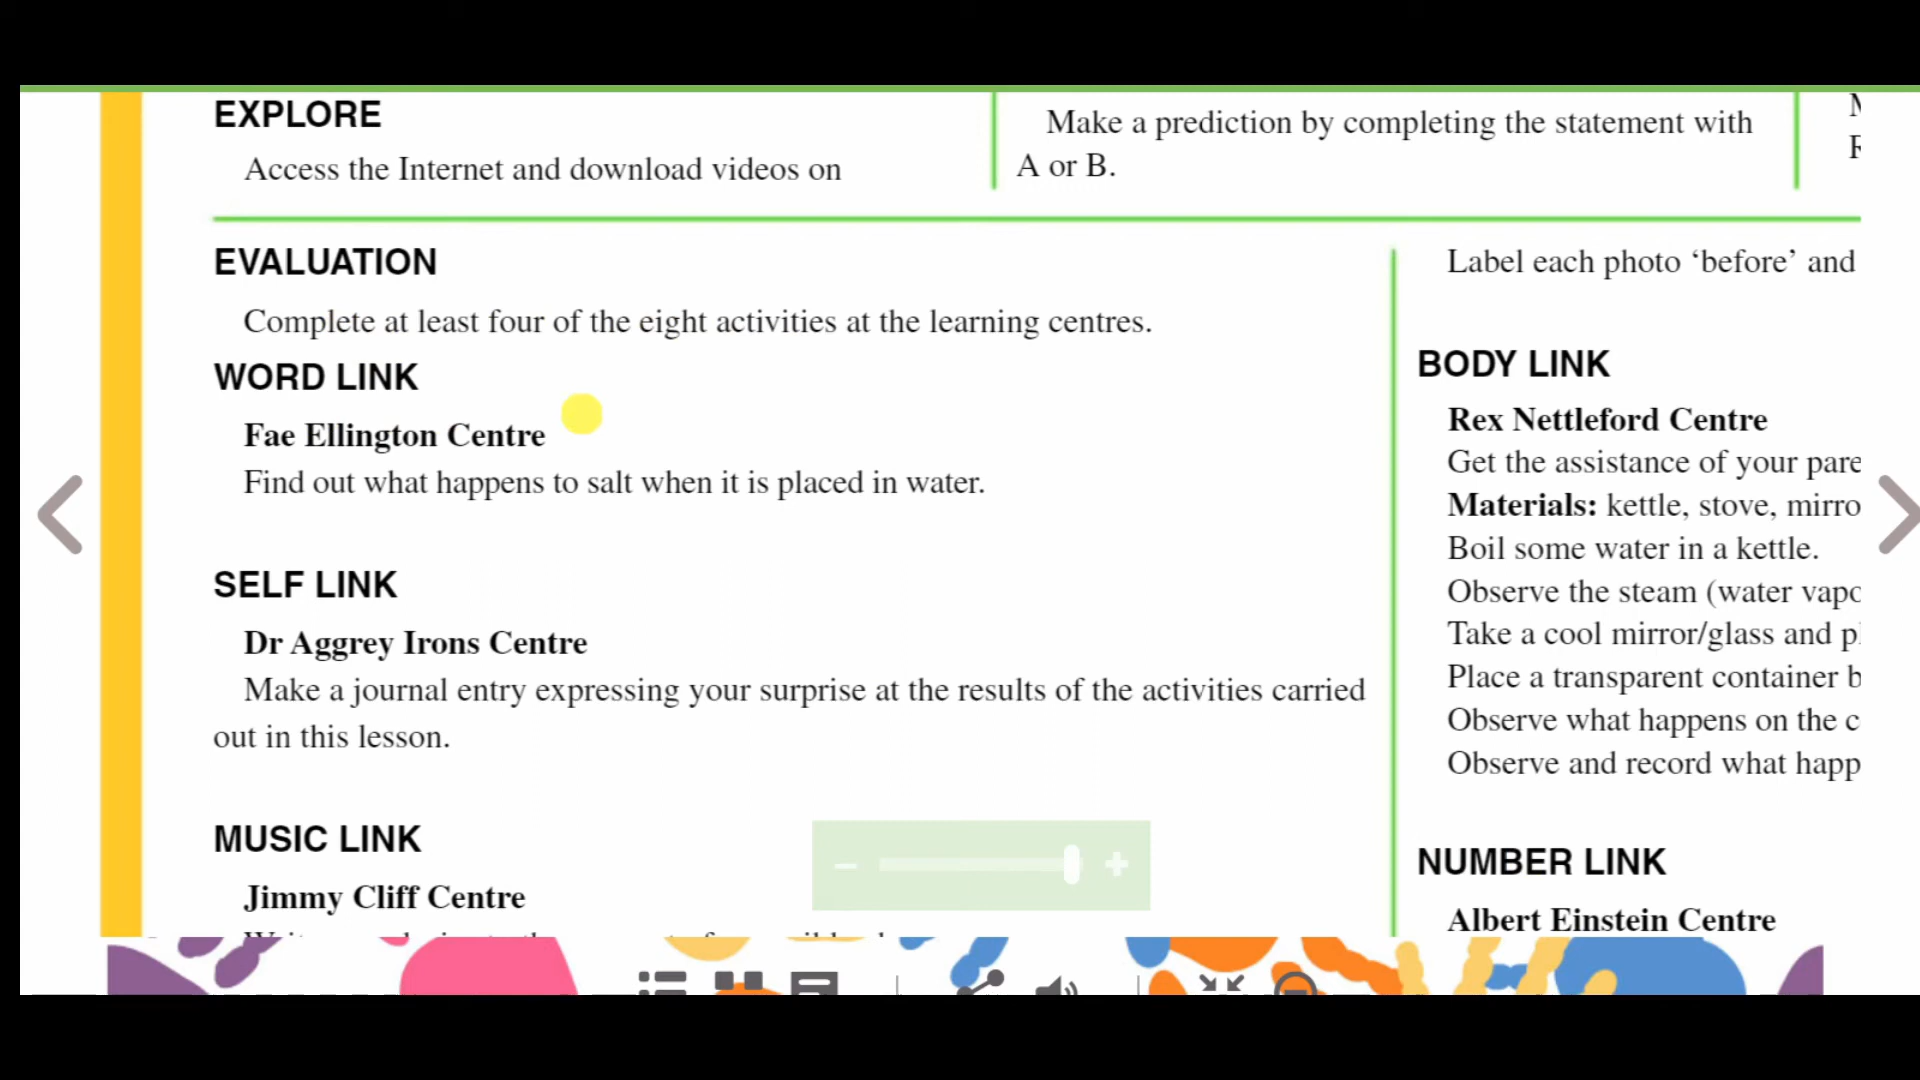 EXPLORE
Access the Internet and download videos on
Make a prediction by completing the statement with
A or B.
EVALUATION
Complete at least four of the eight activities at the learning centres.
WORD LINK
Fae Ellington Centre
Find out what happens to salt when it is placed in water.
SELF LINK
Dr Aggrey Irons Centre
Make a journal entry expressing your surprise at the results of the activities carried
out in this lesson.
MUSIC LINK
Jimmy Cliff Centre
Label each photo ‘before’ and
BODY LINK
Rex Nettleford Centre
Get the assistance of your pare
Materials: kettle, stove, mirro
Boil some water in a kettle.
Observe the steam (water vapo
Take a cool mirror/glass and p
Place a transparent container b
Observe what happens on the c
Observe and record what happ
NUMBER LINK
Albert Einstein Centre